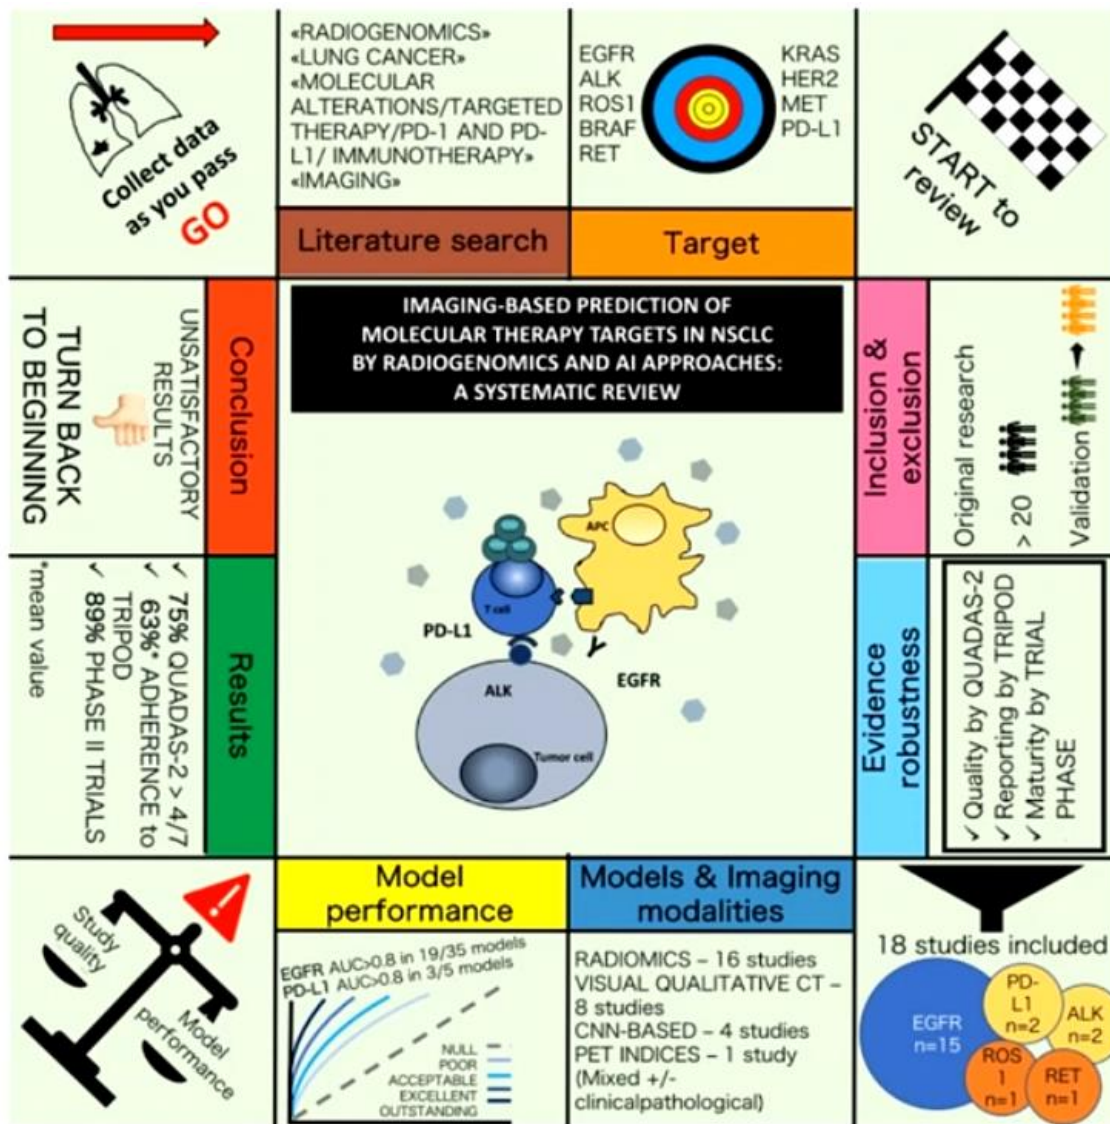 Collect data
as you pass
GO
«RADIOGENOMICS»
«LUNG CANCER»
«MOLECULAR
ALTERATIONS/TARGETED
THERAPY/PD-1 AND PD-
L1/ IMMUNOTHERAPY»
«IMAGING»
Literature search
EGFR
ALK
ROS1
BRAF
RET
KRAS
HER2
MET
PD-L1
Target
START to
review
Inclusion &
exclusion
Original research
> 20
Validation
Evidence
robustness
✓ Quality by QUADAS-2
✓ Reporting by TRIPOD
✓ Maturity by TRIAL
PHASE
18 studies included
EGFR
n=15
PD-
L1
n=2
ALK
n=2
ROS
1
n=1
RET
n=1
Models & Imaging
modalities
RADIOMICS – 16 studies
VISUAL QUALITATIVE CT –
8 studies
CNN-BASED – 4 studies
PET INDICES – 1 study
(Mixed +/-
clinicalpathological)
Model
performance
EGFR AUC>0.8 in 19/35 models
PD-L1 AUC>0.8 in 3/5 models
NULL
POOR
ACCEPTABLE
EXCELLENT
OUTSTANDING
Study
quality
Model
performance
Results
✓ 75% QUADAS-2 > 4/7
✓ 63%* ADHERENCE to
TRIPOD
✓ 89% PHASE II TRIALS
*mean value
Conclusion
UNSATISFACTORY
RESULTS
TURN BACK
TO BEGINNING
IMAGING-BASED PREDICTION OF
MOLECULAR THERAPY TARGETS IN NSCLC
BY RADIOGENOMICS AND AI APPROACHES:
A SYSTEMATIC REVIEW
APC
T cell
PD-L1
EGFR
ALK
Tumor cell